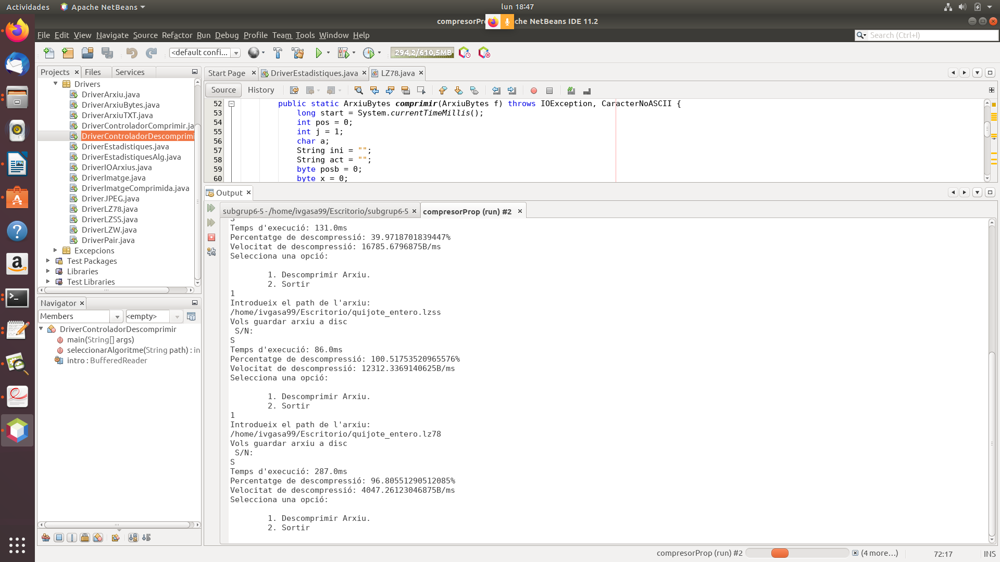 Actividades
Apache NetBeans
lun 18:47
compresorPr
che NetBeans IDE 11.2
File Edit View Navigate Source Refactor Run Debug Profile Team Tools Window Help
Search (Ctrl+I)
<default confi...
294,2/610,5MB
Projects
Files
Services
Drivers
DriverArxiu.java
DriverArxiuBytes.java
DriverArxiuTXT.java
DriverControladorComprimir.ja
DriverControladorDescomprimi
DriverEstadistiques.java
DriverEstadistiquesAlg.java
DriverIOArxius.java
DriverImatge.java
DriverImatgeComprimida.java
DriverJPEG.java
DriverLZ78.java
DriverLZSS.java
DriverLZW.java
DriverPair.java
Excepcions
Test Packages
Libraries
Test Libraries
Navigator
Members
<empty>
DriverControladorDescomprimir
main(String[] args)
seleccionarAlgoritme(String path) : in
intro : BufferedReader
Start Page
DriverEstadistiques.java
LZ78.java
Source
History
52 public static ArxiuBytes comprimir(ArxiuBytes f) throws IOException, CaracterNoASCII {
53 long start = System.currentTimeMillis();
54 int pos = 0;
55 int j = 1;
56 char a;
57 String ini = "";
58 String act = "";
59 byte posb = 0;
60 byte x = 0;
Output
subgrup6-5 - /home/ivgasa99/Escritorio/subgrup6-5
compresorProp (run) #2
S
Temps d'execució: 131.0ms
Percentatge de descompressió: 39.9718701839447%
Velocitat de descompressió: 16785.6796875B/ms
Selecciona una opció:
1. Descomprimir Arxiu.
2. Sortir
1
Introdueix el path de l'arxiu:
/home/ivgasa99/Escritorio/quijote_entero.lzss
Vols guardar arxiu a disc
S/N:
S
Temps d'execució: 86.0ms
Percentatge de descompressió: 100.51753520965576%
Velocitat de descompressió: 12312.3369140625B/ms
Selecciona una opció:
1. Descomprimir Arxiu.
2. Sortir
1
Introdueix el path de l'arxiu:
/home/ivgasa99/Escritorio/quijote_entero.lz78
Vols guardar arxiu a disc
S/N:
S
Temps d'execució: 287.0ms
Percentatge de descompressió: 96.80551290512085%
Velocitat de descompressió: 4047.26123046875B/ms
Selecciona una opció:
1. Descomprimir Arxiu.
2. Sortir
compresorProp (run) #2
(4 more...)
72:17
INS